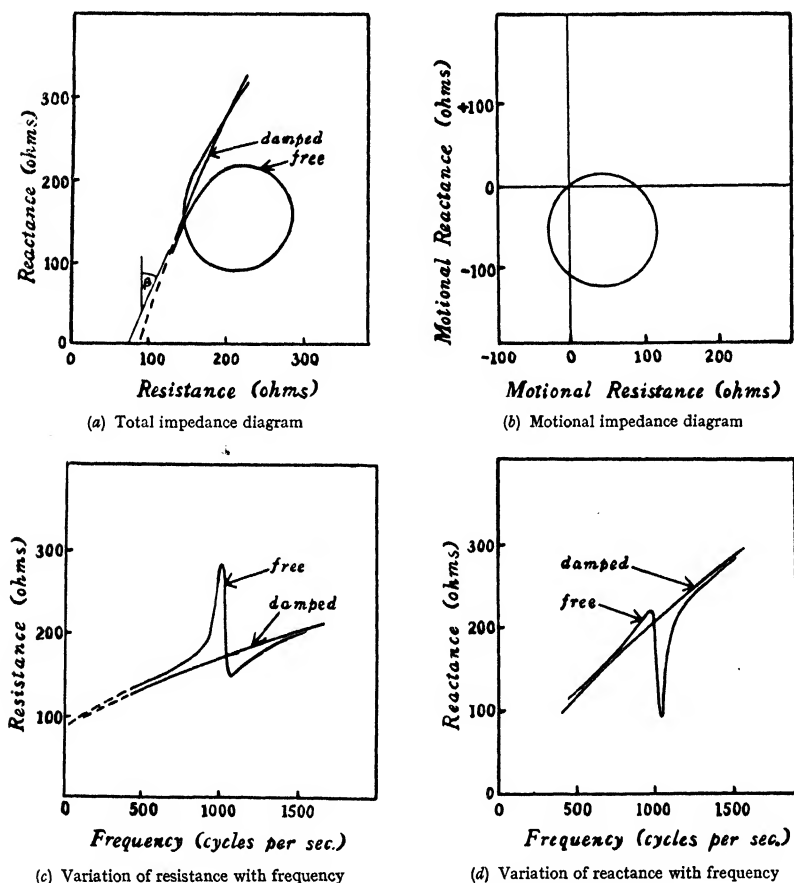 Reactance (ohms)
300
200
100
0
damped
free
β
0 100 200 300
Resistance (ohms)
(a) Total impedance diagram
Motional Reactance (ohms)
+100
0
-100
-100 0 100 200
Motional Resistance (ohms)
(b) Motional impedance diagram
Resistance (ohms)
300
200
100
free
damped
0 500 1000 1500
Frequency (cycles per sec.)
(c) Variation of resistance with frequency
Reactance (ohms)
300
200
100
0
damped
free
0 500 1000 1500
Frequency (cycles per sec.)
(d) Variation of reactance with frequency